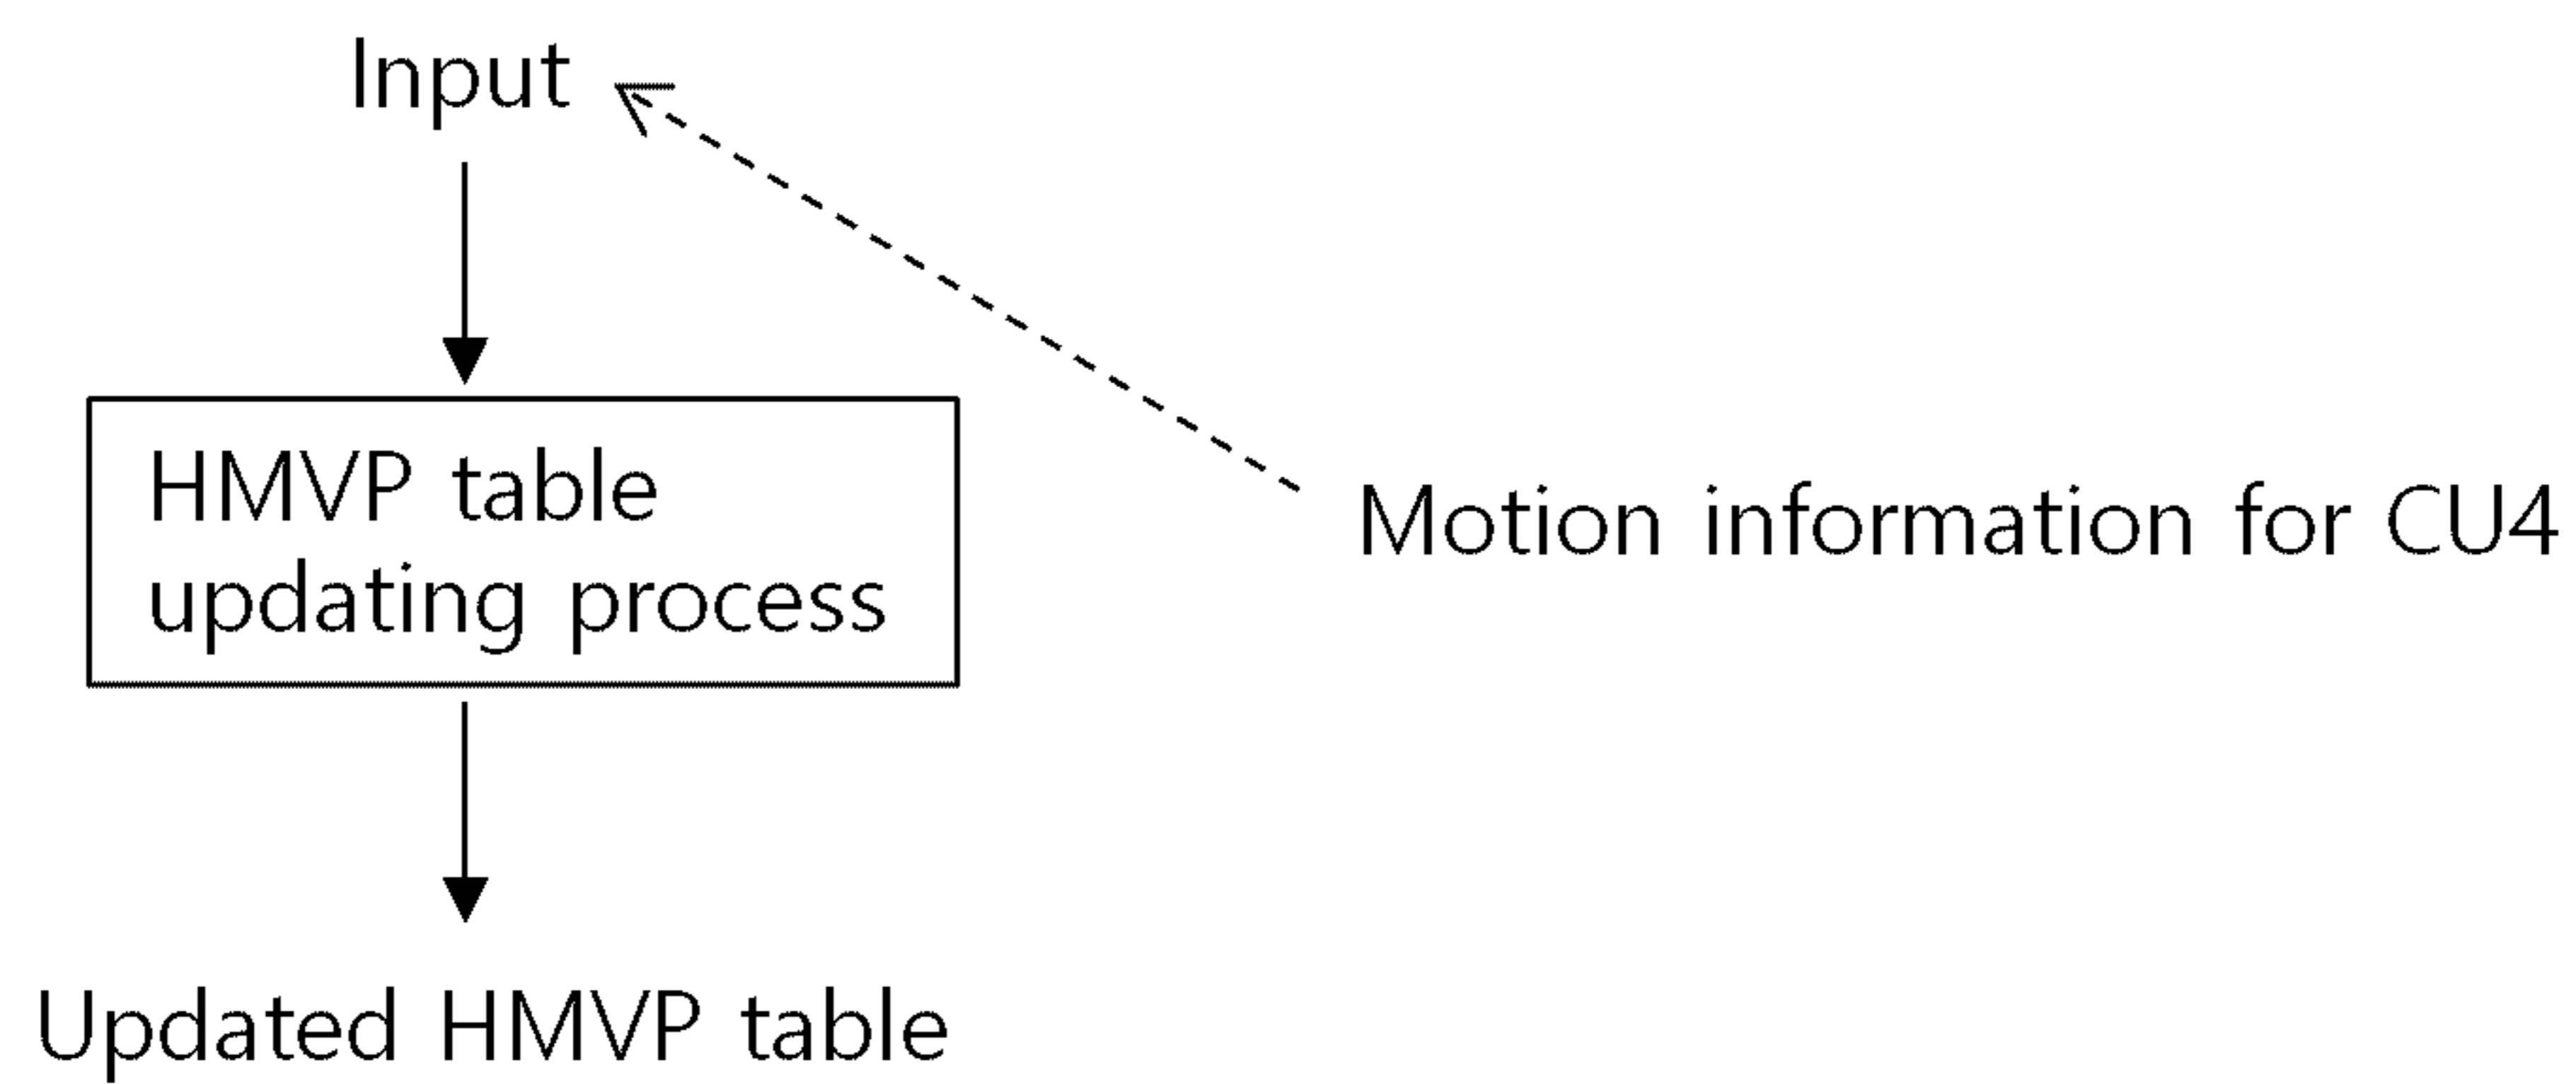 Input
HMVP table
updating process
Motion information for CU4
Updated HMVP table